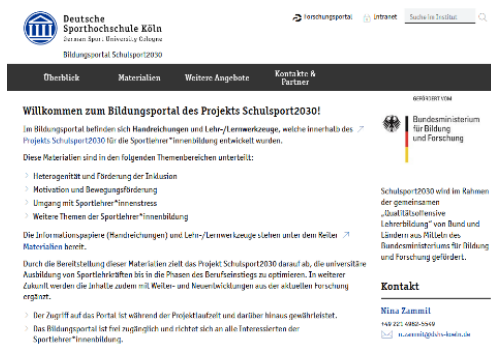 Deutsche
Sporthochschule Köln
German Sport University Cologne
Bildungsportal Schulsport2030
Forschungsportal
Intranet
Suche im Institut
Überblick
Materialien
Weitere Angebote
Kontakte &
Partner
Willkommen zum Bildungsportal des Projekts Schulsport2030!
Im Bildungsportal befinden sich Handreichungen und Lehr-/Lernwerkzeuge, welche innerhalb des
Projekts Schulsport2030 für die Sportlehrer*innenbildung entwickelt wurden.
Diese Materialien sind in den folgenden Themenbereichen unterteilt:
Heterogenität und Förderung der Inklusion
Motivation und Bewegungsförderung
Umgang mit Sportlehrer*innenstress
Weitere Themen der Sportlehrer*innenbildung
Die Informationspapiere (Handreichungen) und Lehr-/Lernwerkzeuge stehen unter dem Reiter
Materialien bereit.
Durch die Bereitstellung dieser Materialien zielt das Projekt Schulsport2030 darauf ab, die universitäre
Ausbildung von Sportlehrkräften bis in die Phasen des Berufseinstiegs zu optimieren. In weiterer
Zukunft werden die Inhalte zudem mit Weiter- und Neuentwicklungen aus der aktuellen Forschung
ergänzt.
Der Zugriff auf das Portal ist während der Projektlaufzeit und darüber hinaus gewährleistet.
Das Bildungsportal ist frei zugänglich und richtet sich an alle Interessierten der
Sportlehrer*innenbildung.
GEFÖRDERT VOM
Bundesministerium
für Bildung
und Forschung
Schulsport2030 wird im Rahmen
der gemeinsamen
„Qualitätsoffensive
Lehrerbildung“ von Bund und
Ländern aus Mitteln des
Bundesministeriums für Bildung
und Forschung gefördert.
Kontakt
Nina Zammit
+49 221 4982-5549
n.zammit@dshs-koeln.de